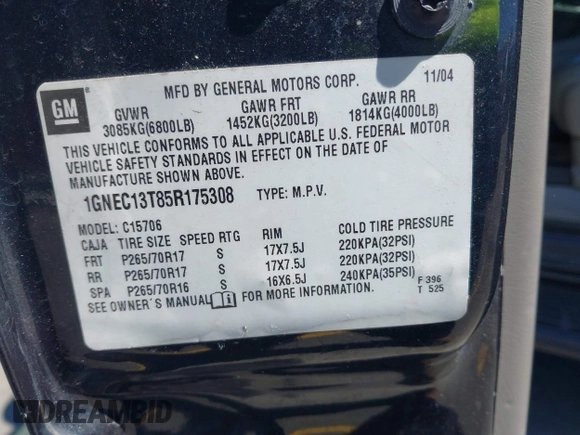 MFD BY GENERAL MOTORS CORP. 11/04
GM
GVWR GAWR FRT GAWR RR
3085KG(6800LB) 1452KG(3200LB) 1814KG(4000LB)
THIS VEHICLE CONFORMS TO ALL APPLICABLE U.S. FEDERAL MOTOR
VEHICLE SAFETY STANDARDS IN EFFECT ON THE DATE OF
MANUFACTURE SHOWN ABOVE.
1GNEC13T85R175308 TYPE: M.P.V.
MODEL: C15706
CAJA TIRE SIZE SPEED RTG RIM COLD TIRE PRESSURE
FRT P265/70R17 S 17X7.5J 220KPA(32PSI)
RR P265/70R17 S 17X7.5J 220KPA(32PSI)
SPA P265/70R16 S 16X6.5J 240KPA(35PSI)
SEE OWNER'S MANUAL i FOR MORE INFORMATION.
F 396
T 525
DREAMBID